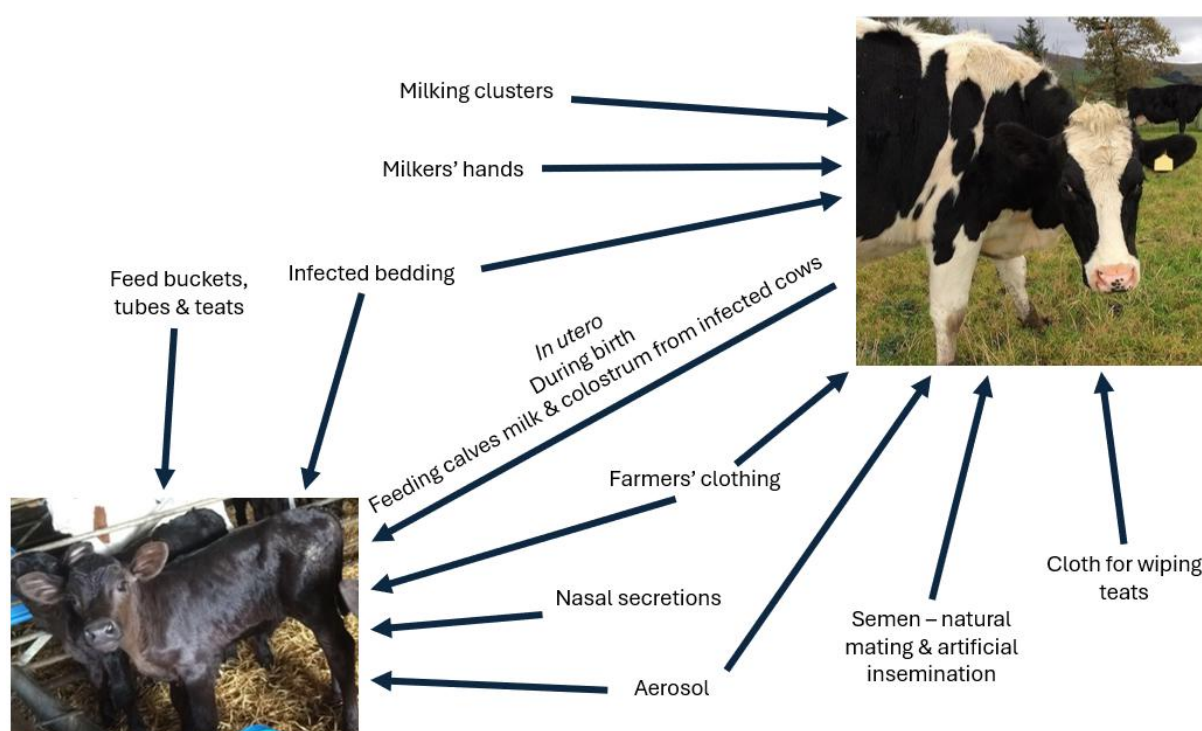 Milking clusters
Milkers’ hands
Infected bedding
Feed buckets,
tubes & teats
In utero
During birth
Feeding calves milk & colostrum from infected cows
Farmers’ clothing
Nasal secretions
Aerosol
Semen – natural
mating & artificial
insemination
Cloth for wiping
teats